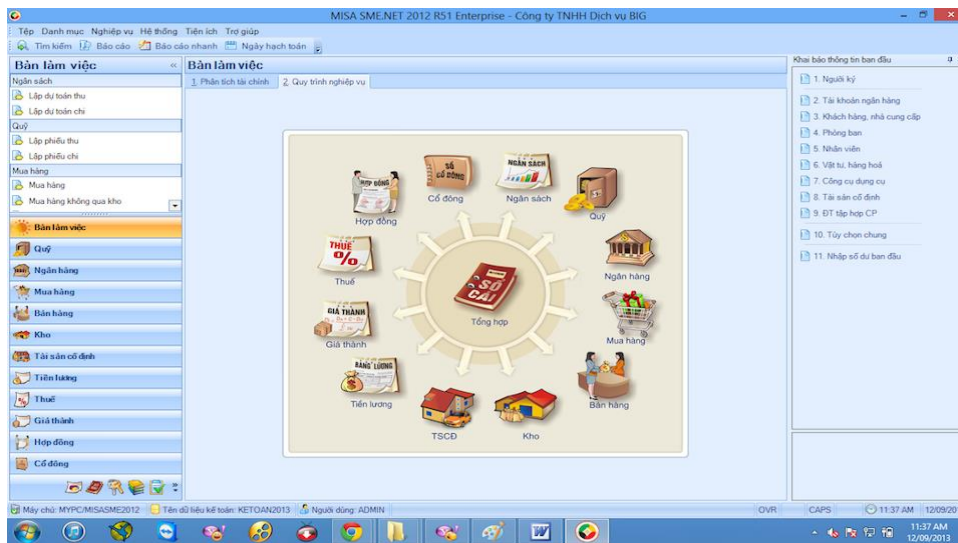 MISA SME.NET 2012 R51 Enterprise - Công ty TNHH Dịch vụ BIG
Tệp Danh mục Nghiệp vụ Hệ thống Tiện ích Trợ giúp
Tìm kiếm Báo cáo Báo cáo nhanh Ngày hạch toán
Bàn làm việc
Ngân sách
Lập dự toán thu
Lập dự toán chi
Quỹ
Lập phiếu thu
Lập phiếu chi
Mua hàng
Mua hàng
Mua hàng không qua kho
Bàn làm việc
Quỹ
Ngân hàng
Mua hàng
Bán hàng
Kho
Tài sản cố định
Tiền lương
Thuế
Giá thành
Hợp đồng
Cổ đông
Bàn làm việc
1. Phân tích tài chính 2. Quy trình nghiệp vụ
HỢP ĐỒNG
Hợp đồng
SỔ CỔ ĐÔNG
Cổ đông
NGÂN SÁCH
Ngân sách
Quỹ
THUẾ %
Thuế
Ngân hàng
SỔ CÁI
Tổng hợp
GIÁ THÀNH
Giá thành
Mua hàng
BẢNG LƯƠNG
Tiền lương
TSCĐ
Kho
Bán hàng
Khai báo thông tin ban đầu
1. Người ký
2. Tài khoản ngân hàng
3. Khách hàng, nhà cung cấp
4. Phòng ban
5. Nhân viên
6. Vật tư, hàng hoá
7. Công cụ dụng cụ
8. Tài sản cố định
9. ĐT tập hợp CP
10. Tùy chọn chung
11. Nhập số dư ban đầu
Máy chủ: MYPC/MISASME2012 Tên dữ liệu kế toán: KETOAN2013 Người dùng: ADMIN OVR CAPS 11:37 AM 12/09/20
11:37 AM
12/09/2013